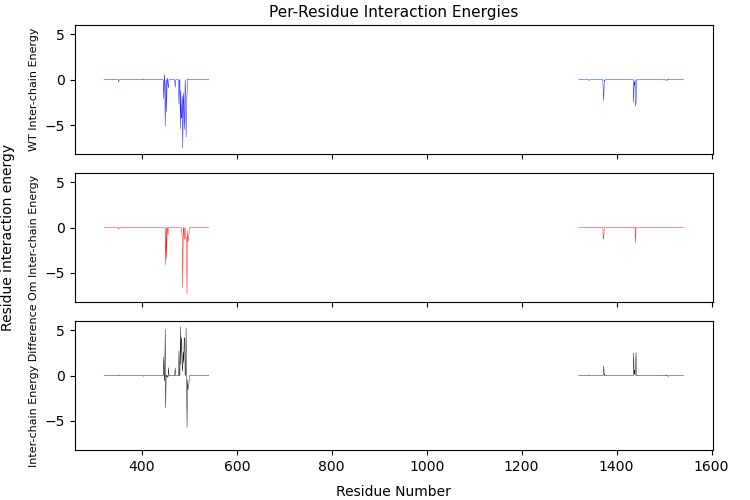 Per-Residue Interaction Energies
Residue interaction energy
WT Inter-chain Energy
5
0
−5
Om Inter-chain Energy
5
0
−5
Inter-chain Energy Difference
5
0
−5
400
600
800
1000
1200
1400
1600
Residue Number